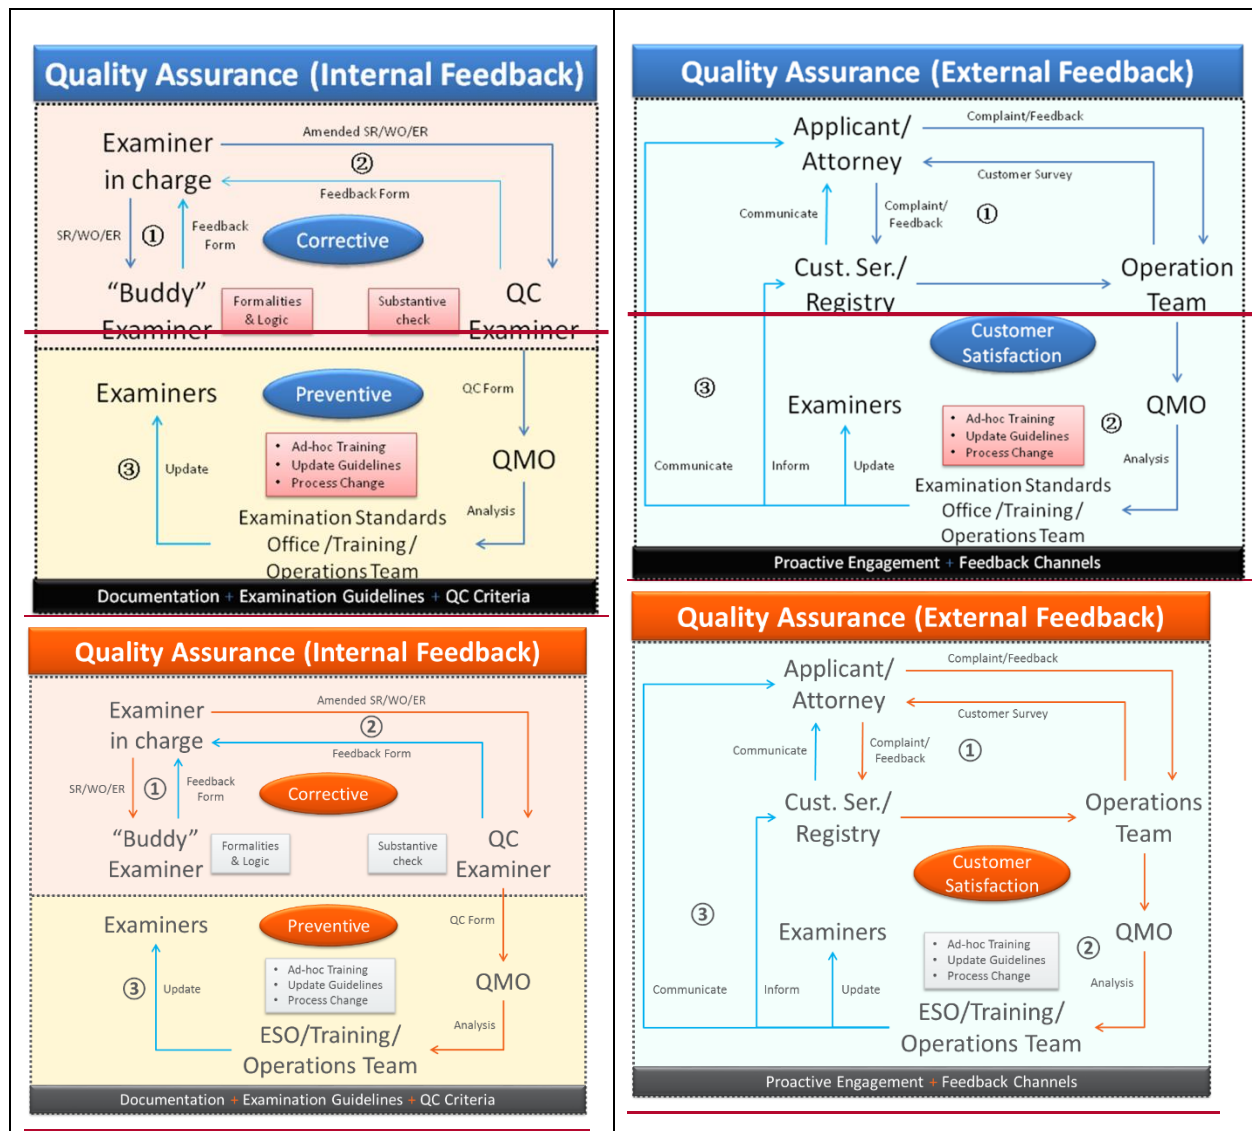 Quality Assurance (Internal Feedback)
Examiner
in charge
Amended SR/WO/ER
②
Feedback Form
SR/WO/ER
①
Feedback
Form
Corrective
“Buddy”
Examiner
Formalities
& Logic
Substantive
check
QC
Examiner
Examiners
Preventive
QC Form
• Ad-hoc Training
• Update Guidelines
• Process Change
③
Update
QMO
Analysis
Examination Standards
Office /Training/
Operations Team
Documentation + Examination Guidelines + QC Criteria
Quality Assurance (External Feedback)
Applicant/
Attorney
Complaint/Feedback
Customer Survey
Communicate
Complaint/
Feedback
①
Cust. Ser./
Registry
Operation
Team
Customer
Satisfaction
③
Examiners
• Ad-hoc Training
• Update Guidelines
• Process Change
②
QMO
Communicate
Inform
Update
Analysis
Examination Standards
Office /Training/
Operations Team
Proactive Engagement + Feedback Channels
Quality Assurance (Internal Feedback)
Examiner
in charge
Amended SR/WO/ER
②
Feedback Form
SR/WO/ER
①
Feedback
Form
Corrective
“Buddy”
Examiner
Formalities
& Logic
Substantive
check
QC
Examiner
Examiners
Preventive
QC Form
• Ad-hoc Training
• Update Guidelines
• Process Change
③
Update
QMO
Analysis
ESO/Training/
Operations Team
Documentation + Examination Guidelines + QC Criteria
Quality Assurance (External Feedback)
Applicant/
Attorney
Complaint/Feedback
Customer Survey
Communicate
Complaint/
Feedback
①
Cust. Ser./
Registry
Operations
Team
Customer
Satisfaction
③
Examiners
• Ad-hoc Training
• Update Guidelines
• Process Change
②
QMO
Communicate
Inform
Update
Analysis
ESO/Training/
Operations Team
Proactive Engagement + Feedback Channels